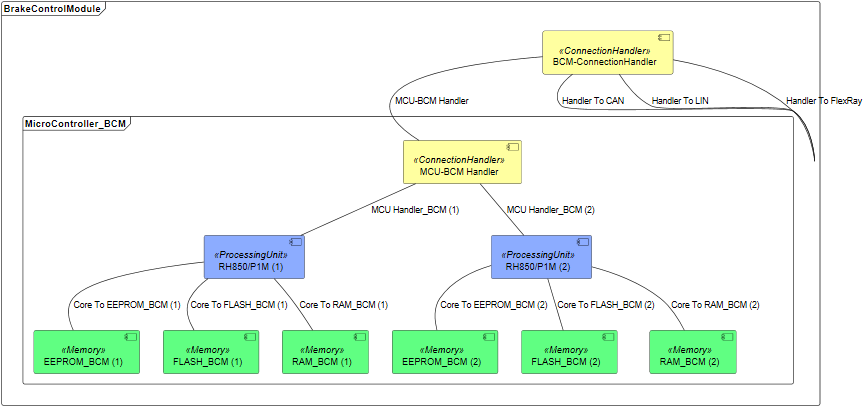 BrakeControlModule
«ConnectionHandler»
BCM-ConnectionHandler
MCU-BCM Handler
Handler To CAN
Handler To LIN
Handler To FlexRay
MicroController_BCM
«ConnectionHandler»
MCU-BCM Handler
MCU Handler_BCM (1)
MCU Handler_BCM (2)
«ProcessingUnit»
RH850/P1M (1)
«ProcessingUnit»
RH850/P1M (2)
Core To EEPROM_BCM (1)
Core To FLASH_BCM (1)
Core To RAM_BCM (1)
Core To EEPROM_BCM (2)
Core To FLASH_BCM (2)
Core To RAM_BCM (2)
«Memory»
EEPROM_BCM (1)
«Memory»
FLASH_BCM (1)
«Memory»
RAM_BCM (1)
«Memory»
EEPROM_BCM (2)
«Memory»
FLASH_BCM (2)
«Memory»
RAM_BCM (2)